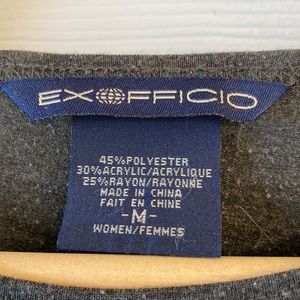 EXOFFICIO
45% POLYESTER
30% ACRYLIC/ACRYLIQUE
25% RAYON/RAYONNE
MADE IN CHINA
FAIT EN CHINE
-M-
WOMEN/FEMMES